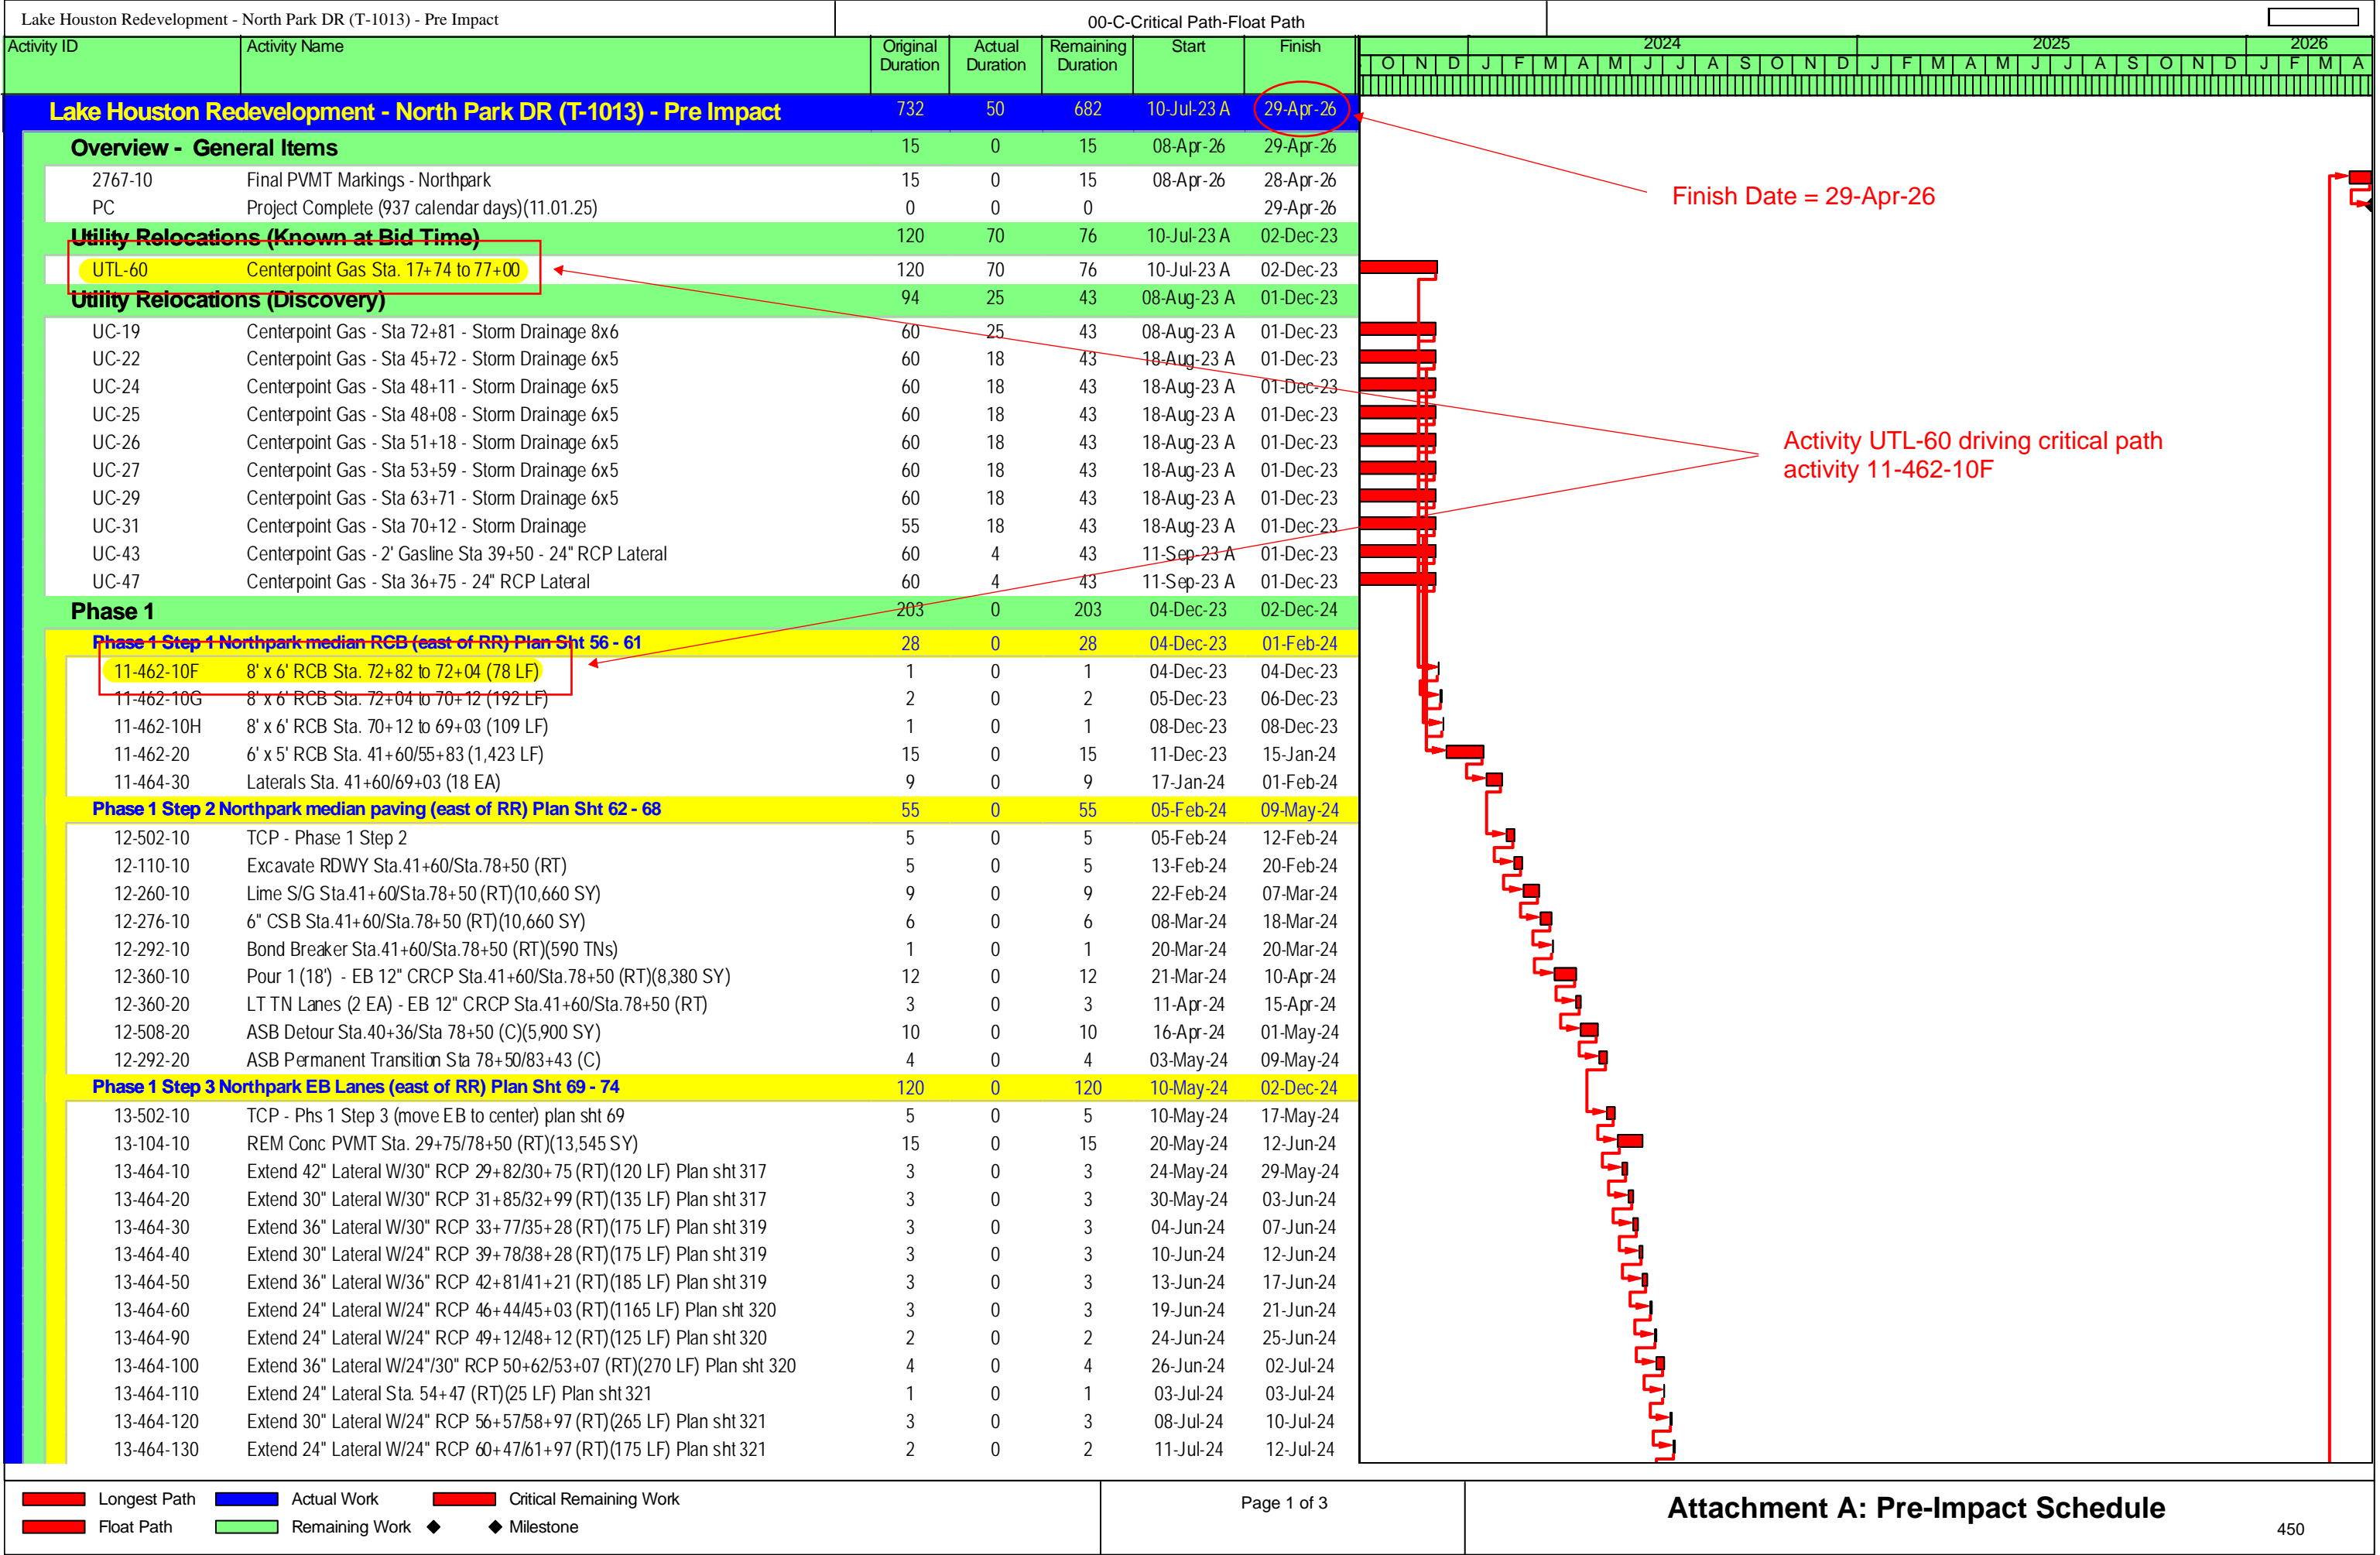 Lake Houston Redevelopment - North Park DR (T-1013) - Pre Impact 00-C-Critical Path-Float Path
Activity ID Activity Name Original Duration Actual Duration Remaining Duration Start Finish 2024 2025 2026
O N D J F M A M J J A S O N D J F M A M J J A S O N D J F M A
Lake Houston Redevelopment - North Park DR (T-1013) - Pre Impact 732 50 682 10-Jul-23 A 29-Apr-26
Overview - General Items 15 0 15 08-Apr-26 29-Apr-26
2767-10 Final PVMT Markings - Northpark 15 0 15 08-Apr-26 28-Apr-26
Finish Date = 29-Apr-26
PC Project Complete (937 calendar days)(11.01.25) 0 0 0 29-Apr-26
Utility Relocations (Known at Bid Time) 120 70 76 10-Jul-23 A 02-Dec-23
UTL-60 Centerpoint Gas Sta. 17+74 to 77+00 120 70 76 10-Jul-23 A 02-Dec-23
Utility Relocations (Discovery) 94 25 43 08-Aug-23 A 01-Dec-23
UC-19 Centerpoint Gas - Sta 72+81 - Storm Drainage 8x6 60 25 43 08-Aug-23 A 01-Dec-23
UC-22 Centerpoint Gas - Sta 45+72 - Storm Drainage 6x5 60 18 43 18-Aug-23 A 01-Dec-23
UC-24 Centerpoint Gas - Sta 48+11 - Storm Drainage 6x5 60 18 43 18-Aug-23 A 01-Dec-23
UC-25 Centerpoint Gas - Sta 48+08 - Storm Drainage 6x5 60 18 43 18-Aug-23 A 01-Dec-23
UC-26 Centerpoint Gas - Sta 51+18 - Storm Drainage 6x5 60 18 43 18-Aug-23 A 01-Dec-23
Activity UTL-60 driving critical path
activity 11-462-10F
UC-27 Centerpoint Gas - Sta 53+59 - Storm Drainage 6x5 60 18 43 18-Aug-23 A 01-Dec-23
UC-29 Centerpoint Gas - Sta 63+71 - Storm Drainage 6x5 60 18 43 18-Aug-23 A 01-Dec-23
UC-31 Centerpoint Gas - Sta 70+12 - Storm Drainage 55 18 43 18-Aug-23 A 01-Dec-23
UC-43 Centerpoint Gas - 2' Gasline Sta 39+50 - 24" RCP Lateral 60 4 43 11-Sep-23 A 01-Dec-23
UC-47 Centerpoint Gas - Sta 36+75 - 24" RCP Lateral 60 4 43 11-Sep-23 A 01-Dec-23
Phase 1 203 0 203 04-Dec-23 02-Dec-24
Phase 1 Step 1 Northpark median RCB (east of RR) Plan Sht 56 - 61 28 0 28 04-Dec-23 01-Feb-24
11-462-10F 8' x 6' RCB Sta. 72+82 to 72+04 (78 LF) 1 0 1 04-Dec-23 04-Dec-23
11-462-10G 8' x 6' RCB Sta. 72+04 to 70+12 (192 LF) 2 0 2 05-Dec-23 06-Dec-23
11-462-10H 8' x 6' RCB Sta. 70+12 to 69+03 (109 LF) 1 0 1 08-Dec-23 08-Dec-23
11-462-20 6' x 5' RCB Sta. 41+60/55+83 (1,423 LF) 15 0 15 11-Dec-23 15-Jan-24
11-464-30 Laterals Sta. 41+60/69+03 (18 EA) 9 0 9 17-Jan-24 01-Feb-24
Phase 1 Step 2 Northpark median paving (east of RR) Plan Sht 62 - 68 55 0 55 05-Feb-24 09-May-24
12-502-10 TCP - Phase 1 Step 2 5 0 5 05-Feb-24 12-Feb-24
12-110-10 Excavate RDWY Sta.41+60/Sta.78+50 (RT) 5 0 5 13-Feb-24 20-Feb-24
12-260-10 Lime S/G Sta.41+60/Sta.78+50 (RT)(10,660 SY) 9 0 9 22-Feb-24 07-Mar-24
12-276-10 6" CSB Sta.41+60/Sta.78+50 (RT)(10,660 SY) 6 0 6 08-Mar-24 18-Mar-24
12-292-10 Bond Breaker Sta.41+60/Sta.78+50 (RT)(590 TNs) 1 0 1 20-Mar-24 20-Mar-24
12-360-10 Pour 1 (18') - EB 12" CRCP Sta.41+60/Sta.78+50 (RT)(8,380 SY) 12 0 12 21-Mar-24 10-Apr-24
12-360-20 LT TN Lanes (2 EA) - EB 12" CRCP Sta.41+60/Sta.78+50 (RT) 3 0 3 11-Apr-24 15-Apr-24
12-508-20 ASB Detour Sta.40+36/Sta 78+50 (C)(5,900 SY) 10 0 10 16-Apr-24 01-May-24
12-292-20 ASB Permanent Transition Sta 78+50/83+43 (C) 4 0 4 03-May-24 09-May-24
Phase 1 Step 3 Northpark EB Lanes (east of RR) Plan Sht 69 - 74 120 0 120 10-May-24 02-Dec-24
13-502-10 TCP - Phs 1 Step 3 (move EB to center) plan sht 69 5 0 5 10-May-24 17-May-24
13-104-10 REM Conc PVMT Sta. 29+75/78+50 (RT)(13,545 SY) 15 0 15 20-May-24 12-Jun-24
13-464-10 Extend 42" Lateral W/30" RCP 29+82/30+75 (RT)(120 LF) Plan sht 317 3 0 3 24-May-24 29-May-24
13-464-20 Extend 30" Lateral W/30" RCP 31+85/32+99 (RT)(135 LF) Plan sht 317 3 0 3 30-May-24 03-Jun-24
13-464-30 Extend 36" Lateral W/30" RCP 33+77/35+28 (RT)(175 LF) Plan sht 319 3 0 3 04-Jun-24 07-Jun-24
13-464-40 Extend 30" Lateral W/24" RCP 39+78/38+28 (RT)(175 LF) Plan sht 319 3 0 3 10-Jun-24 12-Jun-24
13-464-50 Extend 36" Lateral W/36" RCP 42+81/41+21 (RT)(185 LF) Plan sht 319 3 0 3 13-Jun-24 17-Jun-24
13-464-60 Extend 24" Lateral W/24" RCP 46+44/45+03 (RT)(1165 LF) Plan sht 320 3 0 3 19-Jun-24 21-Jun-24
13-464-90 Extend 24" Lateral W/24" RCP 49+12/48+12 (RT)(125 LF) Plan sht 320 2 0 2 24-Jun-24 25-Jun-24
13-464-100 Extend 36" Lateral W/24"/30" RCP 50+62/53+07 (RT)(270 LF) Plan sht 320 4 0 4 26-Jun-24 02-Jul-24
13-464-110 Extend 24" Lateral Sta. 54+47 (RT)(25 LF) Plan sht 321 1 0 1 03-Jul-24 03-Jul-24
13-464-120 Extend 30" Lateral W/24" RCP 56+57/58+97 (RT)(265 LF) Plan sht 321 3 0 3 08-Jul-24 10-Jul-24
13-464-130 Extend 24" Lateral W/24" RCP 60+47/61+97 (RT)(175 LF) Plan sht 321 2 0 2 11-Jul-24 12-Jul-24
Longest Path Actual Work Critical Remaining Work
Float Path Remaining Work Milestone
Page 1 of 3
Attachment A: Pre-Impact Schedule
450